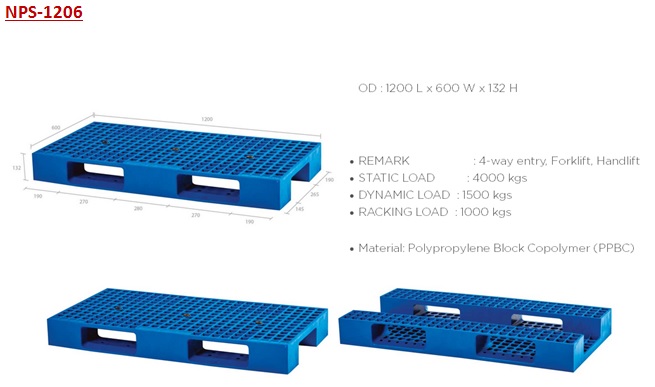 NPS-1206
OD : 1200 L x 600 W x 132 H
600
1200
132
190
270
280
270
190
145
265
190
• REMARK : 4-way entry, Forklift, Handlift
• STATIC LOAD : 4000 kgs
• DYNAMIC LOAD : 1500 kgs
• RACKING LOAD : 1000 kgs
• Material: Polypropylene Block Copolymer (PPBC)